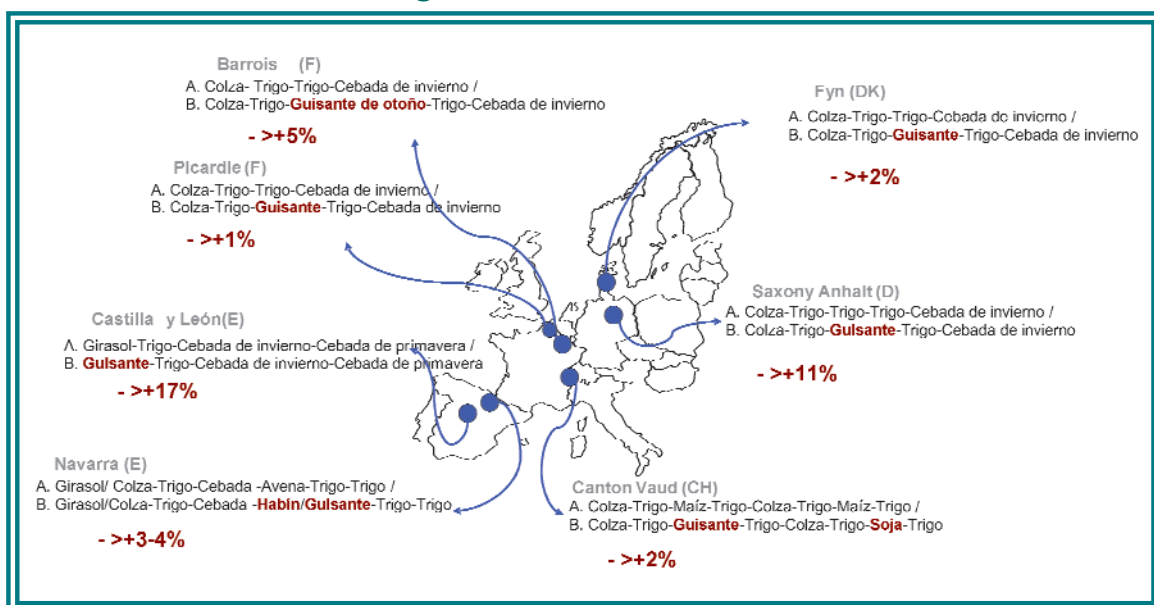 Barrois (F)
A. Colza- Trigo-Trigo-Cebada de invierno /
B. Colza-Trigo-Guisante de otoño-Trigo-Cebada de invierno
- >+5%
Picardie (F)
A. Colza-Trigo-Trigo-Cebada de invierno /
B. Colza-Trigo-Guisante-Trigo-Cebada de invierno
- >+1%
Castilla y León(E)
A. Girasol-Trigo-Cebada de invierno-Cebada de primavera /
B. Guisante-Trigo-Cebada de invierno-Cebada de primavera
- >+17%
Navarra (E)
A. Girasol/ Colza-Trigo-Cebada -Avena-Trigo-Trigo /
B. Girasol/Colza-Trigo-Cebada -Habin/Guisante-Trigo-Trigo
- >+3-4%
Fyn (DK)
A. Colza-Trigo-Trigo-Cebada de invierno /
B. Colza-Trigo-Guisante-Trigo-Cebada de invierno
- >+2%
Saxony Anhalt (D)
A. Colza-Trigo-Trigo-Trigo-Cebada de invierno /
B. Colza-Trigo-Guisante-Trigo-Cebada de invierno
- >+11%
Canton Vaud (CH)
A. Colza-Trigo-Maíz-Trigo-Colza-Trigo-Maíz-Trigo /
B. Colza-Trigo-Guisante-Trigo-Colza-Trigo-Soja-Trigo
- >+2%